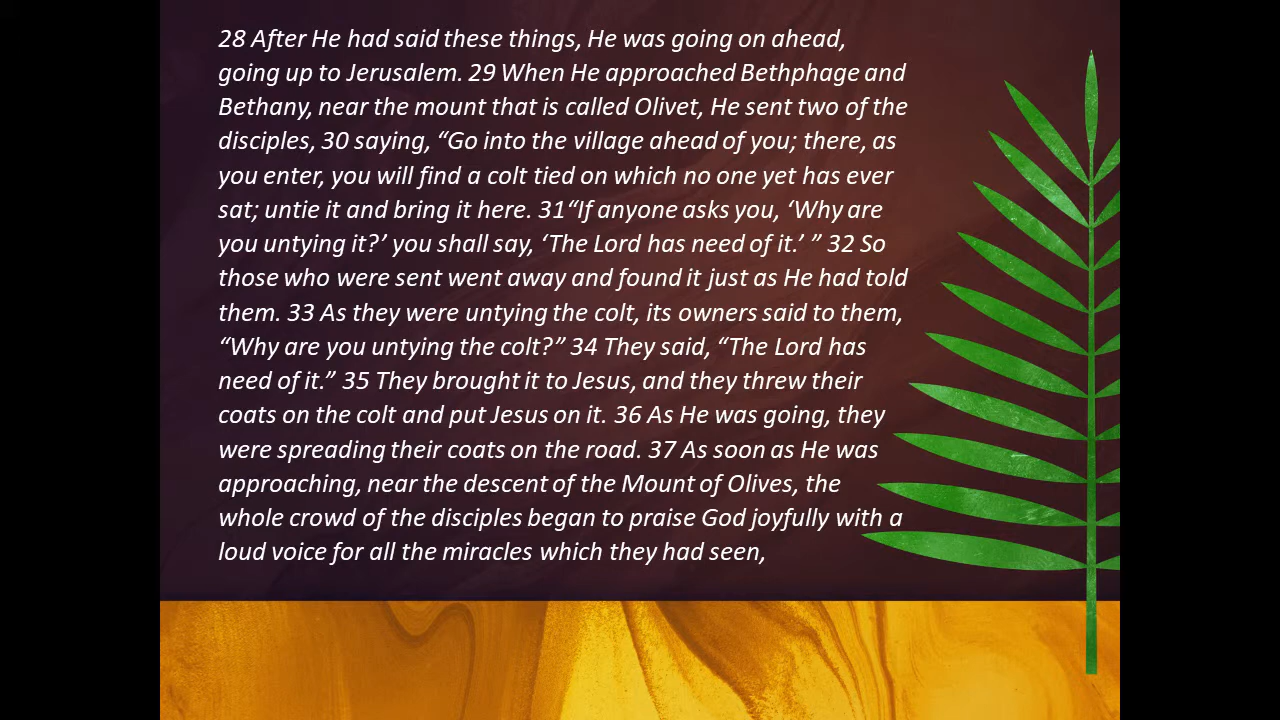 28 After He had said these things, He was going on ahead,
going up to Jerusalem. 29 When He approached Bethphage and
Bethany, near the mount that is called Olivet, He sent two of the
disciples, 30 saying, “Go into the village ahead of you; there, as
you enter, you will find a colt tied on which no one yet has ever
sat; untie it and bring it here. 31“If anyone asks you, ‘Why are
you untying it?’ you shall say, ‘The Lord has need of it.’ ” 32 So
those who were sent went away and found it just as He had told
them. 33 As they were untying the colt, its owners said to them,
“Why are you untying the colt?” 34 They said, “The Lord has
need of it.” 35 They brought it to Jesus, and they threw their
coats on the colt and put Jesus on it. 36 As He was going, they
were spreading their coats on the road. 37 As soon as He was
approaching, near the descent of the Mount of Olives, the
whole crowd of the disciples began to praise God joyfully with a
loud voice for all the miracles which they had seen,